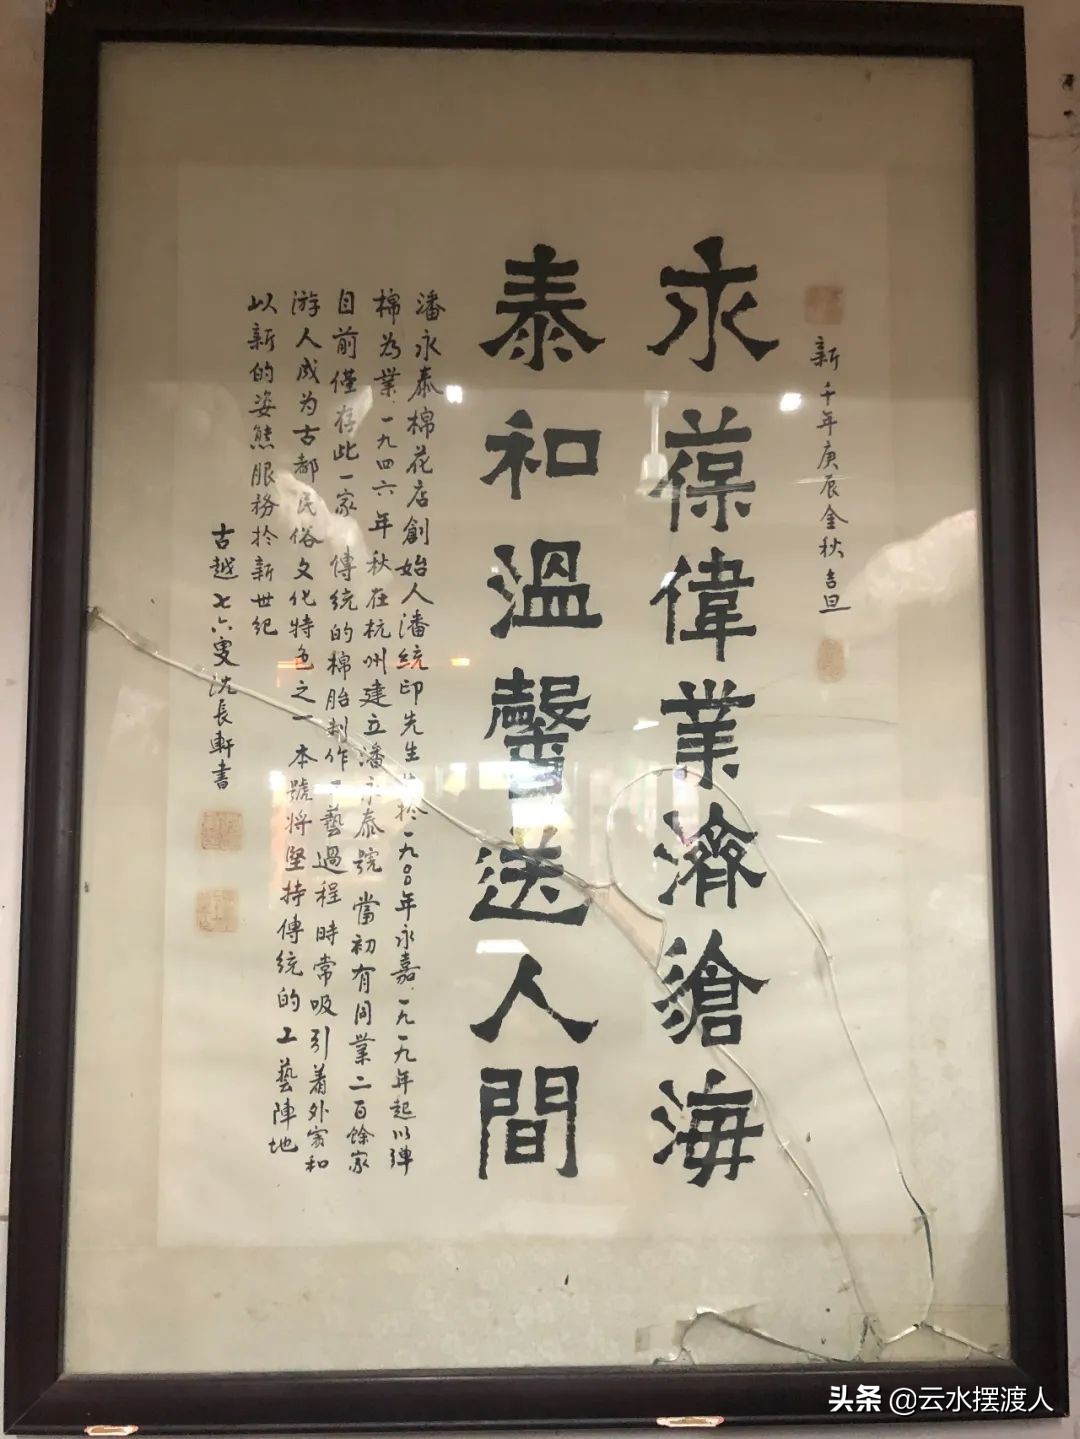 新千年庚辰金秋吉旦
永葆偉業濟滄海
泰和溫馨送人間
潘永泰棉花店創始人潘統印先生生於一九〇〇年永嘉一九一九年起以彈
棉为業一九四六年秋在杭州建立潘永泰號當初有同業二百餘家
目前僅存此一家傳統的棉胎制作工藝過程時常吸引着外賓和
游人成为古都民俗文化特色之一本號將堅持傳統的工藝陣地
以新的姿態服務於新世纪
古越七六叟沈長軒書
头条 @云水摆渡人